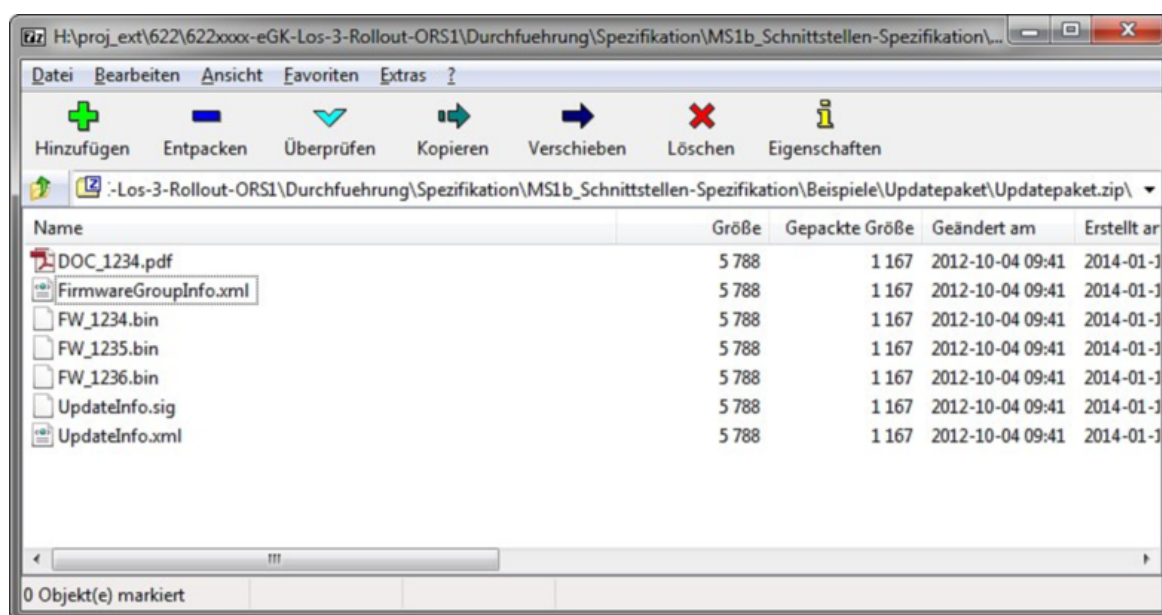 H:\proj_ext\622\622xxxx-eGK-Los-3-Rollout-ORS1\Durchfuehrung\Spezifikation\MS1b_Schnittstellen-Spezifikation\...
Datei Bearbeiten Ansicht Favoriten Extras ?
Hinzufügen Entpacken Überprüfen Kopieren Verschieben Löschen Eigenschaften
:-Los-3-Rollout-ORS1\Durchfuehrung\Spezifikation\MS1b_Schnittstellen-Spezifikation\Beispiele\Updatepaket\Updatepaket.zip\
Name Größe Gepackte Größe Geändert am Erstellt ar
DOC_1234.pdf 5 788 1 167 2012-10-04 09:41 2014-01-1
FirmwareGroupInfo.xml 5 788 1 167 2012-10-04 09:41 2014-01-1
FW_1234.bin 5 788 1 167 2012-10-04 09:41 2014-01-1
FW_1235.bin 5 788 1 167 2012-10-04 09:41 2014-01-1
FW_1236.bin 5 788 1 167 2012-10-04 09:41 2014-01-1
UpdateInfo.sig 5 788 1 167 2012-10-04 09:41 2014-01-1
UpdateInfo.xml 5 788 1 167 2012-10-04 09:41 2014-01-1
0 Objekt(e) markiert